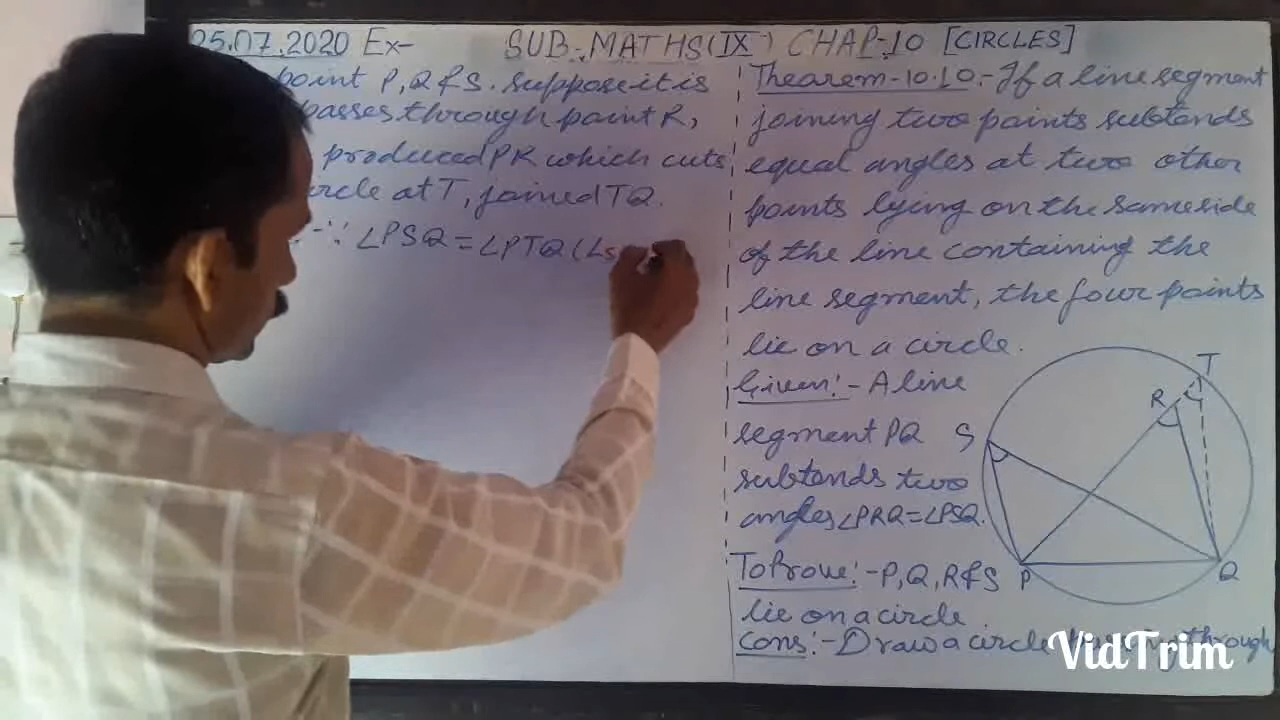 25.07.2020 Ex- SUB-MATHS(IX) CHAP-10 [CIRCLES]
point P, Q & S. Suppose it is
passes through point R,
produced PR which cuts
ircle at T, joined TQ.
∵ ∠PSQ = ∠PTQ (∠s
Thearem-10.10.- If a line segment
joining two points subtends
equal angles at two other
points lying on the same side
of the line containing the
line segment, the four points
lie on a circle.
Given:- A line
segment PQ
subtends two
angles ∠PRQ=∠PSQ.
To Prove:- P, Q, R & S
lie on a circle.
Cons:- Draw a circle through
T
R
S
P
Q
VidTrim